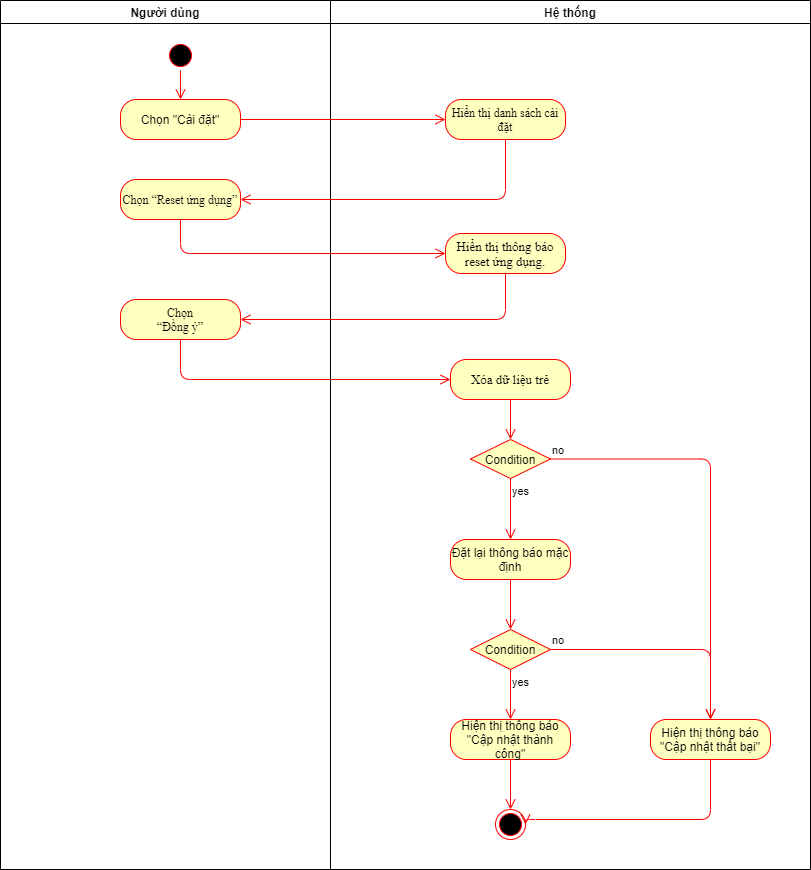 Người dùng
Hệ thống
Chọn "Cài đặt"
Hiển thị danh sách cài
đặt
Chọn “Reset ứng dụng”
Hiển thị thông báo
reset ứng dụng.
Chọn
“Đồng ý”
Xóa dữ liệu trẻ
Condition
no
yes
Đặt lại thông báo mặc
định
Condition
no
yes
Hiện thị thông báo
"Cập nhật thành
công"
Hiện thị thông báo
"Cập nhật thất bại"